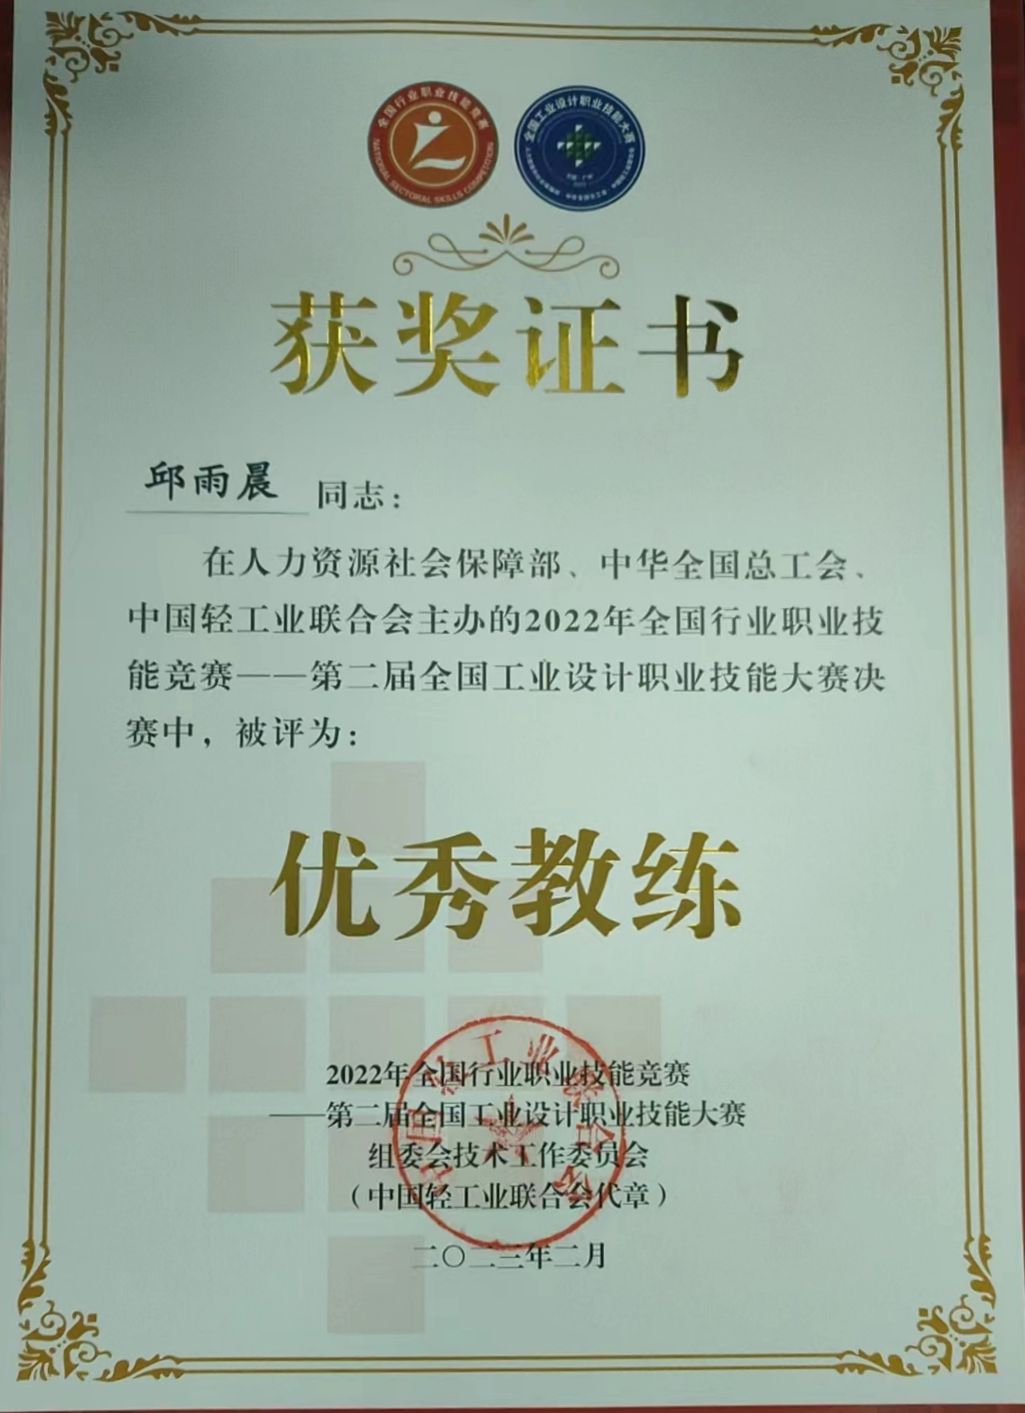 全国行业职业技能竞赛
NATIONAL SECTORAL SKILLS COMPETITION
全国工业设计职业技能大赛
获奖证书
邱雨晨 同志：
在人力资源社会保障部、中华全国总工会、
中国轻工业联合会主办的2022年全国行业职业技
能竞赛——第二届全国工业设计职业技能大赛决
赛中，被评为：
优秀教练
2022年全国行业职业技能竞赛
——第二届全国工业设计职业技能大赛
组委会技术工作委员会
（中国轻工业联合会代章）
二〇二三年二月
中国轻工业联合会